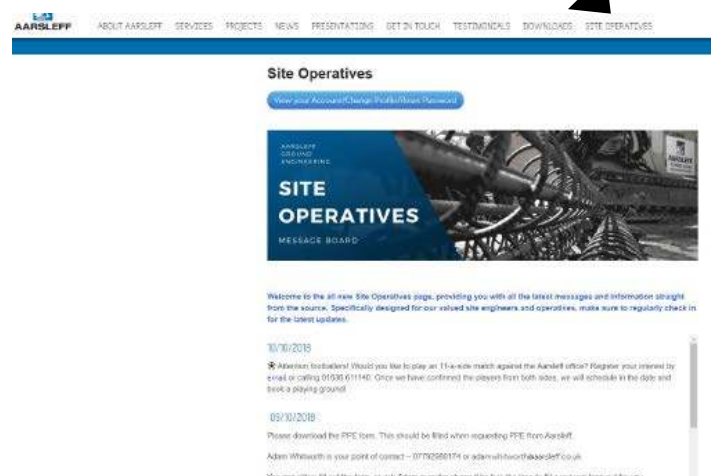 AARSLEFF
ABOUT AARSLEFF SERVICES PROJECTS NEWS PRESENTATIONS GET IN TOUCH TESTIMONIALS DOWNLOADS SITE OPERATIVES
Site Operatives
View your Account/Change Profile/Reset Password
AARSLEFF
GROUND
ENGINEERING
SITE
OPERATIVES
MESSAGE BOARD
AARSLEFF
Welcome to the all new Site Operatives page, providing you with all the latest messages and information straight
from the source. Specifically designed for our valued site engineers and operatives, make sure to regularly check in
for the latest updates.
10/10/2018
Attention footballers! Would you like to play an 11-a-side match against the Aarsleff office? Register your interest by
email or calling 01636 611140. Once we have confirmed the players from both sides, we will schedule in the date and
book a playing ground!
09/10/2018
Please download the PPE form. This should be filled when requesting PPE from Aarsleff.
Adam Whitworth is your point of contact – 07792980174 or adam.whitworth@aarsleff.co.uk